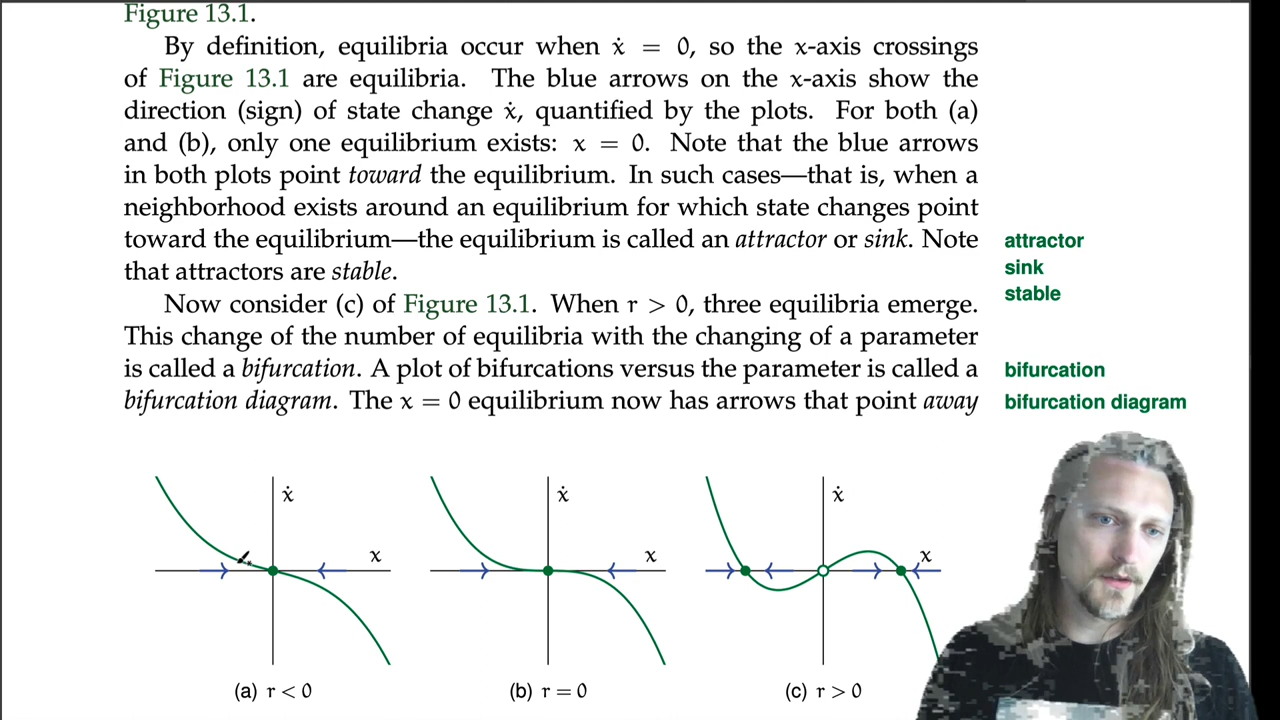 Figure 13.1.
By definition, equilibria occur when ẋ = 0, so the x-axis crossings
of Figure 13.1 are equilibria. The blue arrows on the x-axis show the
direction (sign) of state change ẋ, quantified by the plots. For both (a)
and (b), only one equilibrium exists: x = 0. Note that the blue arrows
in both plots point toward the equilibrium. In such cases—that is, when a
neighborhood exists around an equilibrium for which state changes point
toward the equilibrium—the equilibrium is called an attractor or sink. Note
that attractors are stable.
attractor
sink
stable
Now consider (c) of Figure 13.1. When r > 0, three equilibria emerge.
This change of the number of equilibria with the changing of a parameter
is called a bifurcation. A plot of bifurcations versus the parameter is called a
bifurcation diagram. The x = 0 equilibrium now has arrows that point away
bifurcation
bifurcation diagram
ẋ
x
(a) r < 0
ẋ
x
(b) r = 0
ẋ
x
(c) r > 0